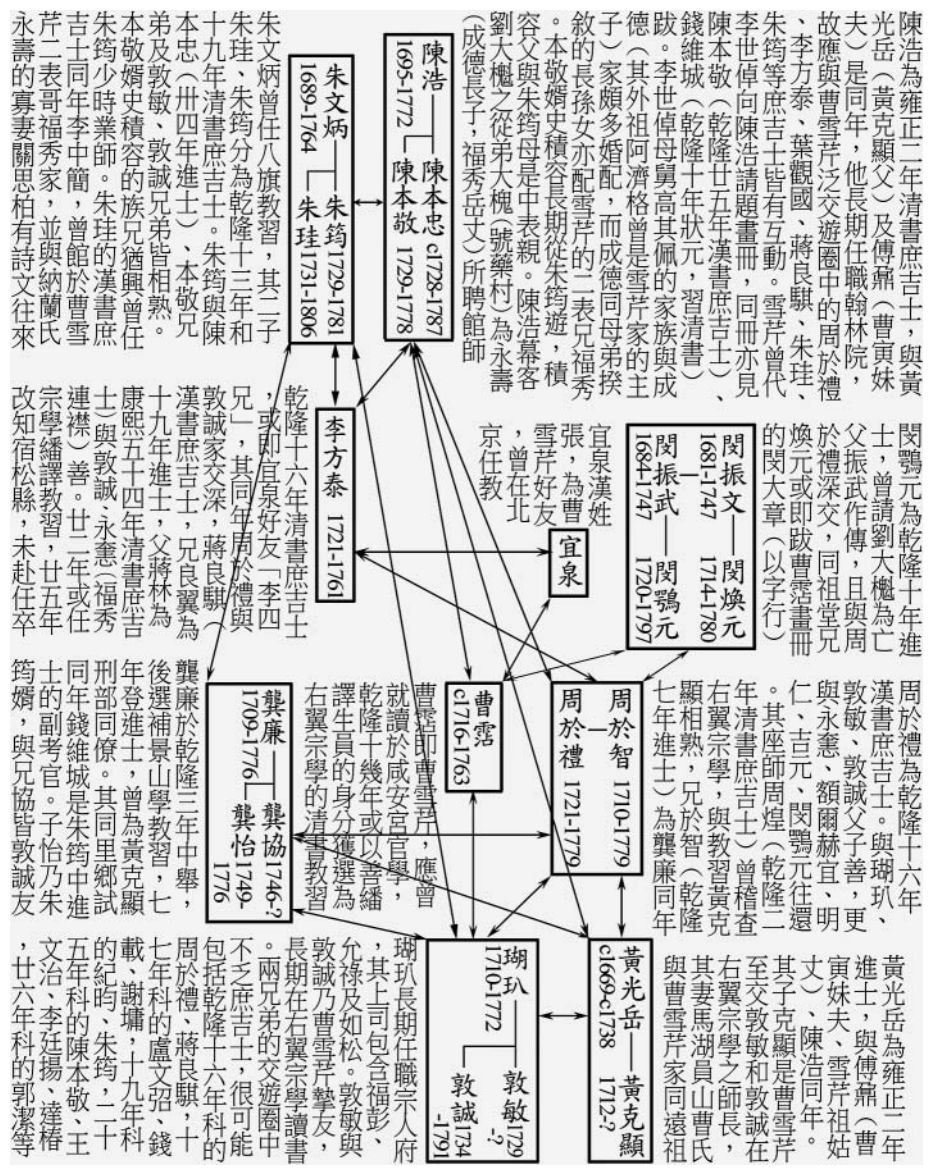 陳浩為雍正二年清書庶吉士，與黃
光岳（黃克顯父）及傅鼐（曹寅妹
夫）是同年，他長期任職翰林院，
故應與曹雪芹泛交遊圈中的周於禮
、李方泰、葉觀國、蔣良騏、朱珪、
朱筠等庶吉士皆有互動。雪芹曾代
李世倬向陳浩請題畫冊，同冊亦見
陳本敬（乾隆廿五年漢書庶吉士）、
錢維城（乾隆十年狀元，習清書）
跋。李世倬母舅高其佩的家族與成
德（其外祖阿濟格曾是雪芹家的主
子）家頗多婚配，而成德同母弟揆
敘的長孫女亦配雪芹的二表兄福秀
。本敬婿史積容長期從朱筠遊，積
容父與朱筠母是中表親。陳浩幕客
劉大櫆之從弟大槐（號藥村）為永壽
（成德長子，福秀岳丈）所聘館師
陳浩
1695-1772
陳本忠 c1728-1787
陳本敬 1729-1778
朱文炳
1689-1764
朱筠 1729-1781
朱珪 1731-1806
朱文炳曾任八旗教習，其二子
朱珪、朱筠分為乾隆十三年和
十九年清書庶吉士。朱筠與陳
本忠（卅四年進士）、本敬兄
弟及敦敏、敦誠兄弟皆相熟。
本敬婿史積容的族兄猶興曾任
朱筠少時業師。朱珪的漢書庶
吉士同年李中簡，曾館於曹雪
芹二表哥福秀家，並與納蘭氏
永壽的寡妻關思柏有詩文往來
閔鶚元為乾隆十年進
士，曾請劉大櫆為亡
父振武作傳，且與周
於禮深交，同祖堂兄
煥元或即跋曹霑畫冊
的閔大章（以字行）
閔振文
1681-1747
閔煥元
1714-1780
閔振武
1684-1747
閔鶚元
1720-1797
宜泉漢姓
張，為曹
雪芹好友
，曾在北
京任教
宜泉
李方泰 1721-1761
乾隆十六年清書庶吉士
，或即宜泉好友「李四
兄」，其同年周於禮與
敦誠家交深，蔣良騏（
漢書庶吉士，兄良翼為
十九年進士，父蔣林為
康熙五十四年清書庶吉
士）與敦誠、永㥣（福秀
連襟）善。廿二年或任
宗學繙譯教習，廿五年
改知宿松縣，未赴任卒
周於禮為乾隆十六年
漢書庶吉士。與瑚玐、
敦敏、敦誠父子善，更
與永㥣、額爾赫宜、明
仁、吉元、閔鶚元往還
。其座師周煌（乾隆二
年清書庶吉士）曾稽查
右翼宗學，與教習黃克
顯相熟，兄於智（乾隆
七年進士）為龔廉同年
周於智 1710-1779
周於禮 1721-1779
曹霑
c1716-1763
曹霑即曹雪芹，應曾
就讀於咸安宮官學，
乾隆十幾年或以善繙
譯生員的身分獲選為
右翼宗學的清書教習
龔廉
1709-1776
龔協 1746-?
龔怡 1749-
1776
龔廉於乾隆三年中舉，
後選補景山學教習，七
年登進士，曾為黃克顯
刑部同僚。其同里鄉試
同年錢維城是朱筠中進
士的副考官。子怡乃朱
筠婿，與兄協皆敦誠友
黃光岳為雍正二年
進士，與傅鼐（曹
寅妹夫、雪芹祖姑
丈）、陳浩同年。
其子克顯是曹雪芹
至交敦敏和敦誠在
右翼宗學之師長，
其妻馬湖員山曹氏
與曹雪芹家同遠祖
黃光岳
c1669-c1738
黃克顯
1712-?
瑚玐
1710-1772
敦敏 1729
-?
敦誠 1734
-1791
瑚玐長期任職宗人府
，其上司包含福彭、
允祿及如松。敦敏與
敦誠乃曹雪芹摯友，
長期在右翼宗學讀書
。兩兄弟的交遊圈中
不乏庶吉士，很可能
包括乾隆十六年科的
周於禮、蔣良騏，十
七年科的盧文弨、錢
載、謝墉，十九年科
的紀昀、朱筠，二十
五年科的陳本敬、王
文治、李廷揚、達椿
，廿六年科的郭潔等